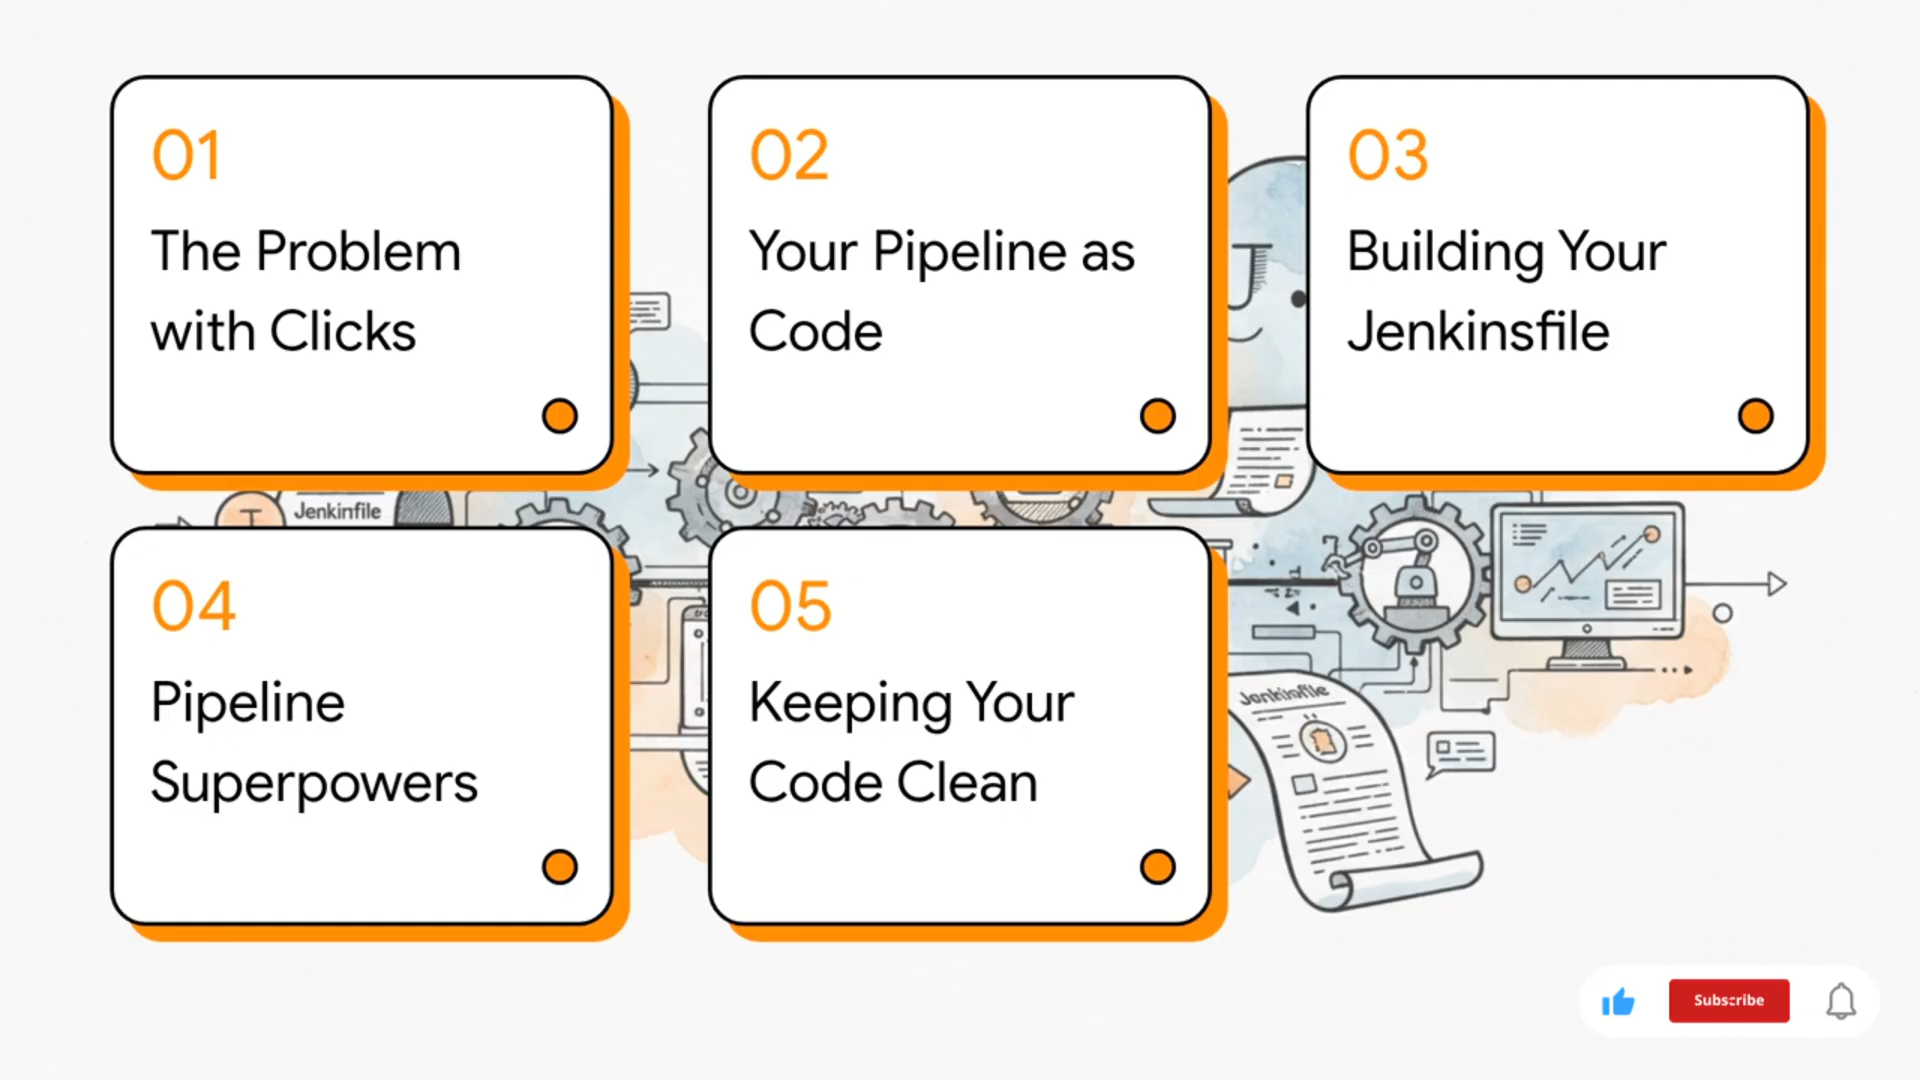 01
The Problem
with Clicks
02
Your Pipeline as
Code
03
Building Your
Jenkinsfile
J
T
Jenkinfile
04
Pipeline
Superpowers
05
Keeping Your
Code Clean
Jenkinsfile
Subscribe